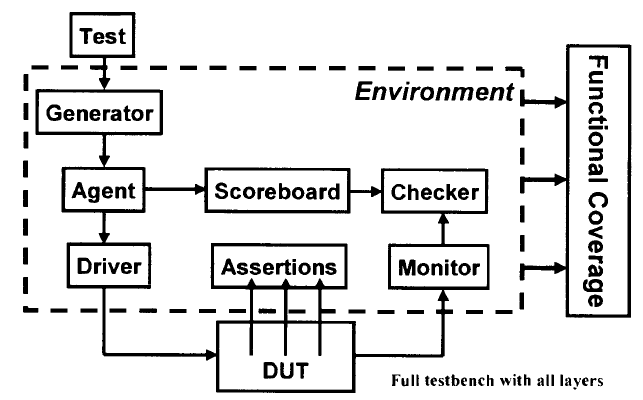 Test
Environment
Generator
Agent
Scoreboard
Checker
Driver
Assertions
Monitor
DUT
Functional Coverage
Full testbench with all layers